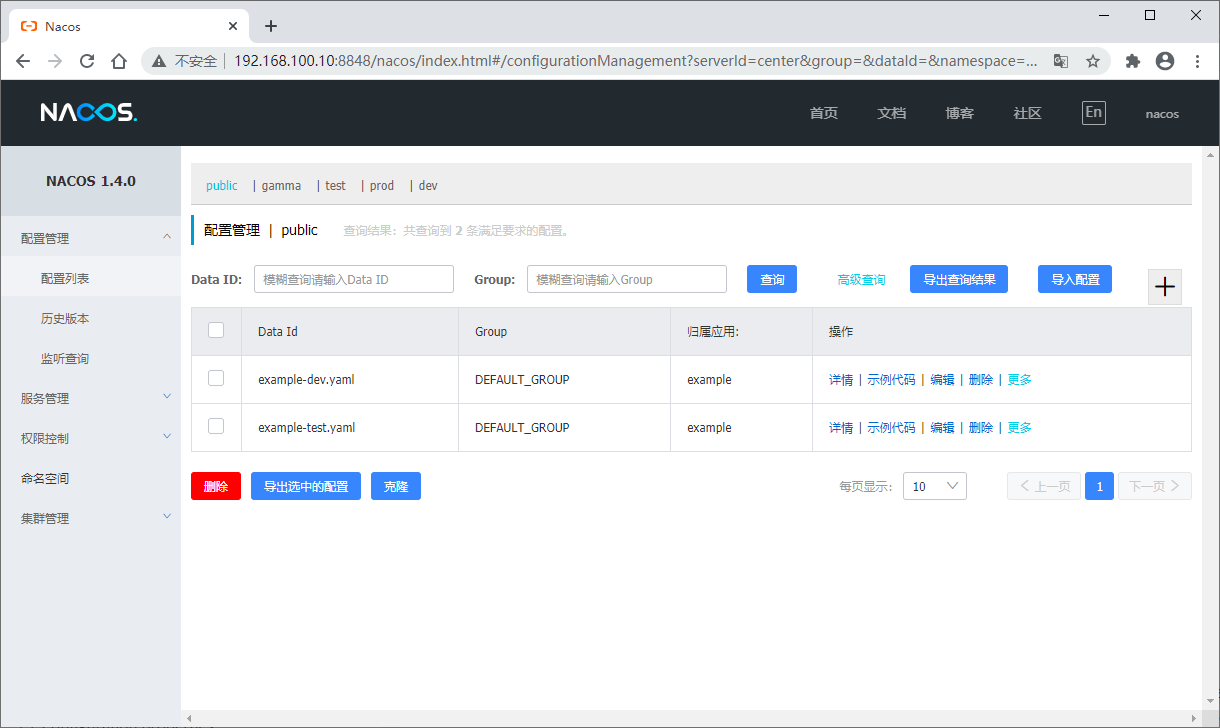 Nacos
不安全 | 192.168.100.10:8848/nacos/index.html#/configurationManagement?serverId=center&group=&dataId=&namespace=...
NACOS.
首页 文档 博客 社区 En nacos
NACOS 1.4.0
配置管理
配置列表
历史版本
监听查询
服务管理
权限控制
命名空间
集群管理
public | gamma | test | prod | dev
配置管理 | public 查询结果：共查询到 2 条满足要求的配置。
Data ID: 模糊查询请输入Data ID Group: 模糊查询请输入Group 查询 高级查询 导出查询结果 导入配置
Data Id Group 归属应用: 操作
example-dev.yaml DEFAULT_GROUP example 详情 | 示例代码 | 编辑 | 删除 | 更多
example-test.yaml DEFAULT_GROUP example 详情 | 示例代码 | 编辑 | 删除 | 更多
删除 导出选中的配置 克隆 每页显示: 10 上一页 1 下一页